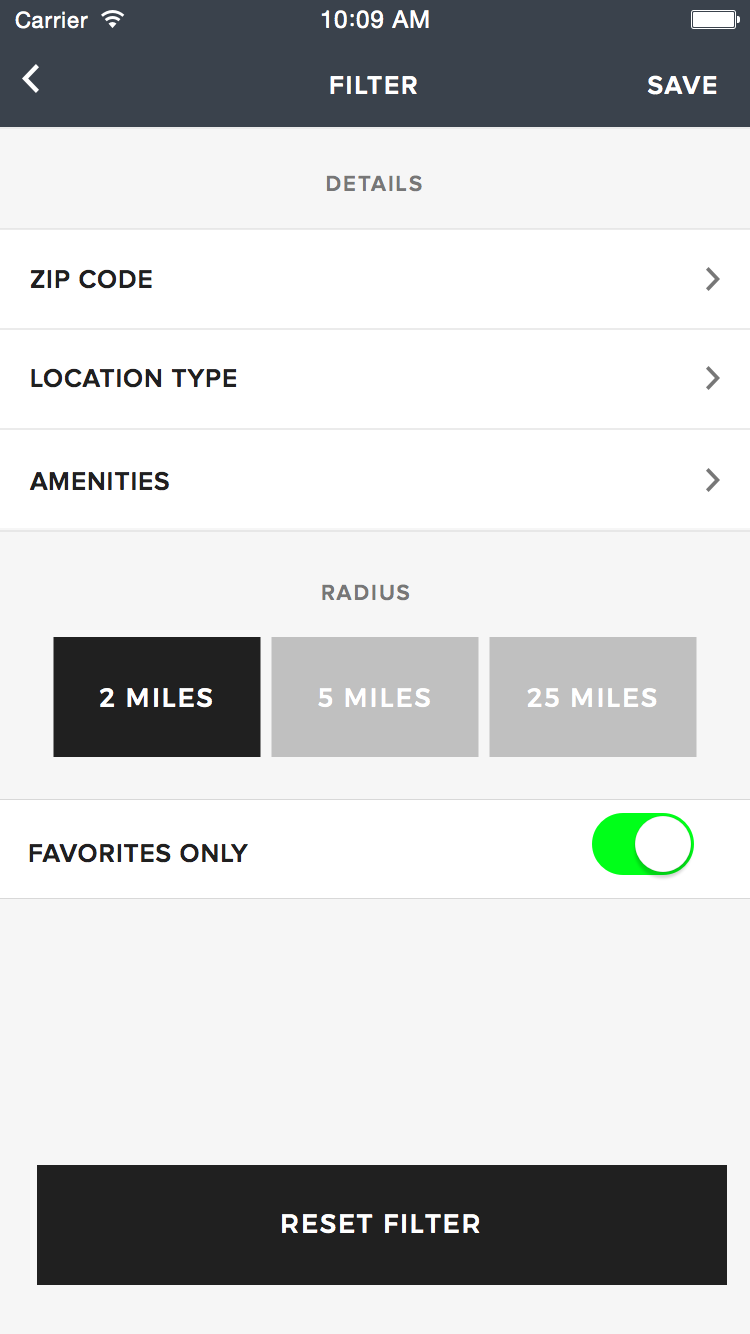 Carrier 10:09 AM
FILTER SAVE
DETAILS
ZIP CODE
LOCATION TYPE
AMENITIES
RADIUS
2 MILES 5 MILES 25 MILES
FAVORITES ONLY
RESET FILTER